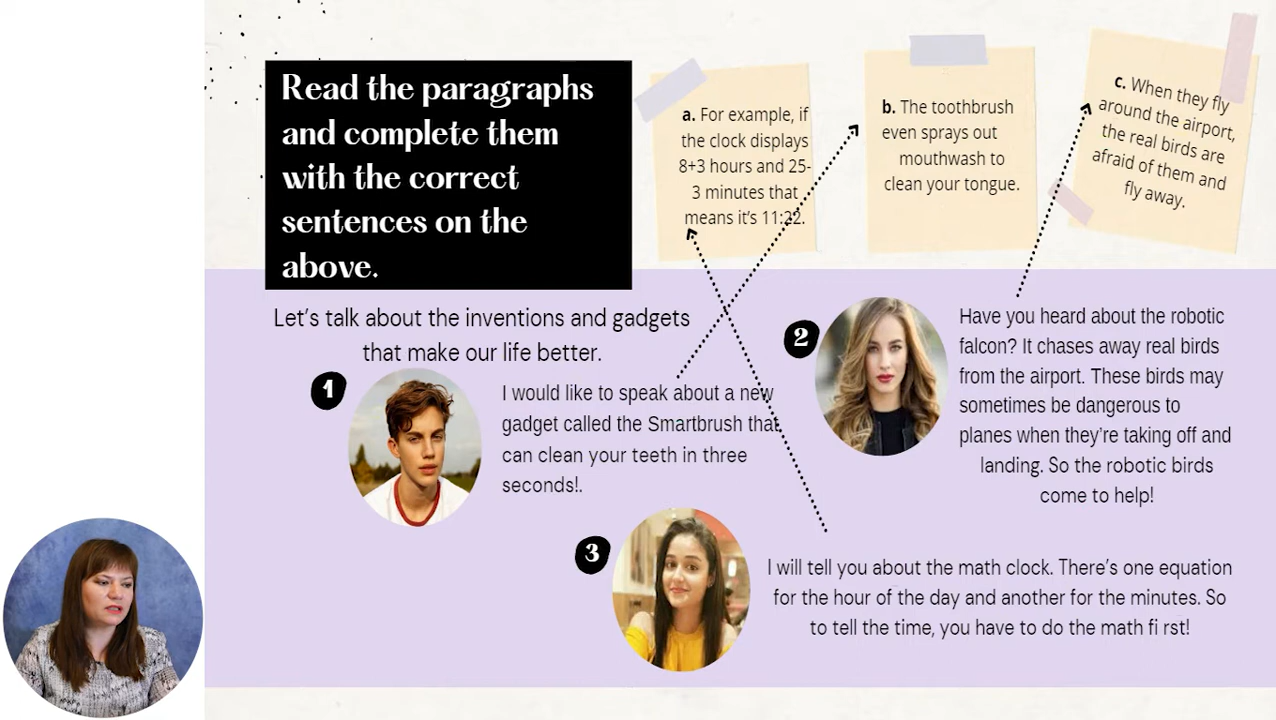 Read the paragraphs
and complete them
with the correct
sentences on the
above.
a. For example, if
the clock displays
8+3 hours and 25-
3 minutes that
means it's 11:22.
b. The toothbrush
even sprays out
mouthwash to
clean your tongue.
c. When they fly
around the airport,
the real birds are
afraid of them and
fly away.
Let's talk about the inventions and gadgets
that make our life better.
1
I would like to speak about a new
gadget called the Smartbrush that
can clean your teeth in three
seconds!.
2
Have you heard about the robotic
falcon? It chases away real birds
from the airport. These birds may
sometimes be dangerous to
planes when they're taking off and
landing. So the robotic birds
come to help!
3
I will tell you about the math clock. There's one equation
for the hour of the day and another for the minutes. So
to tell the time, you have to do the math fi rst!